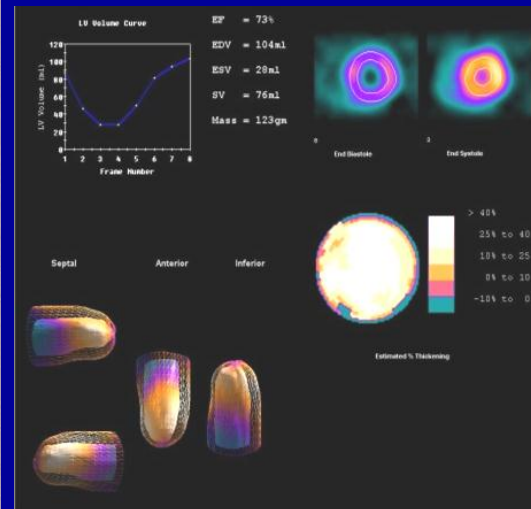 LV Volume Curve
120
100
80
60
40
20
0
LV Volume (ml)
1 2 3 4 5 6 7 8
Frame Number
EF = 73%
EDV = 104ml
ESV = 28ml
SV = 76ml
Mass = 123gm
8
End Diastole
3
End Systole
> 40%
25% to 40
10% to 25
0% to 10
-10% to 0
Estimated % Thickening
Septal
Anterior
Inferior